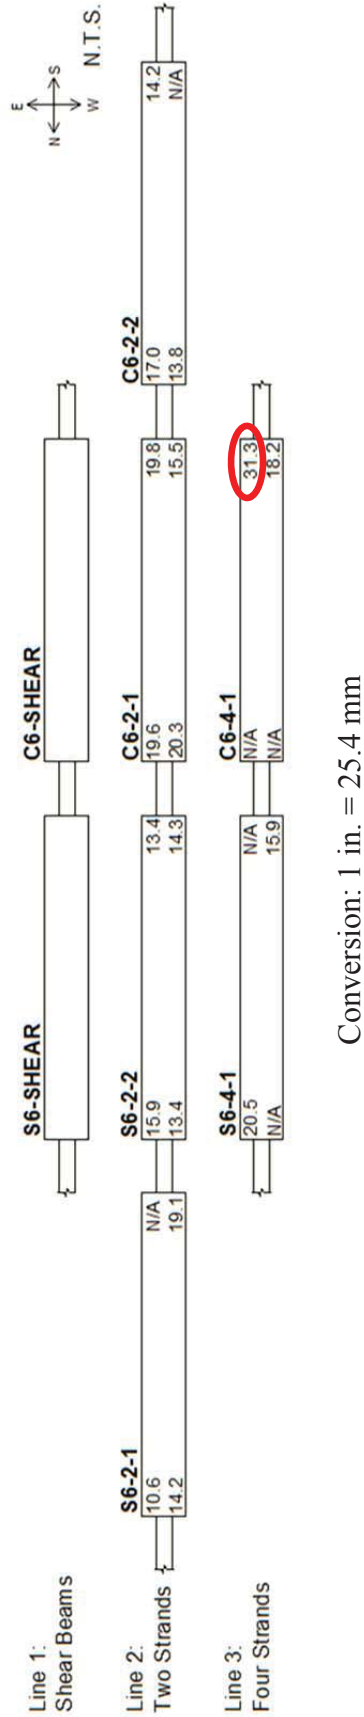 Line 1:
Shear Beams
S6-SHEAR
C6-SHEAR
E
N
S
W
N.T.S.
Line 2:
Two Strands
S6-2-1
10.6
14.2
N/A
19.1
S6-2-2
15.9
13.4
13.4
14.3
C6-2-1
19.6
20.3
19.8
15.5
C6-2-2
17.0
13.8
14.2
N/A
Line 3:
Four Strands
S6-4-1
20.5
N/A
N/A
15.9
C6-4-1
N/A
N/A
31.3
18.2
Conversion: 1 in. = 25.4 mm